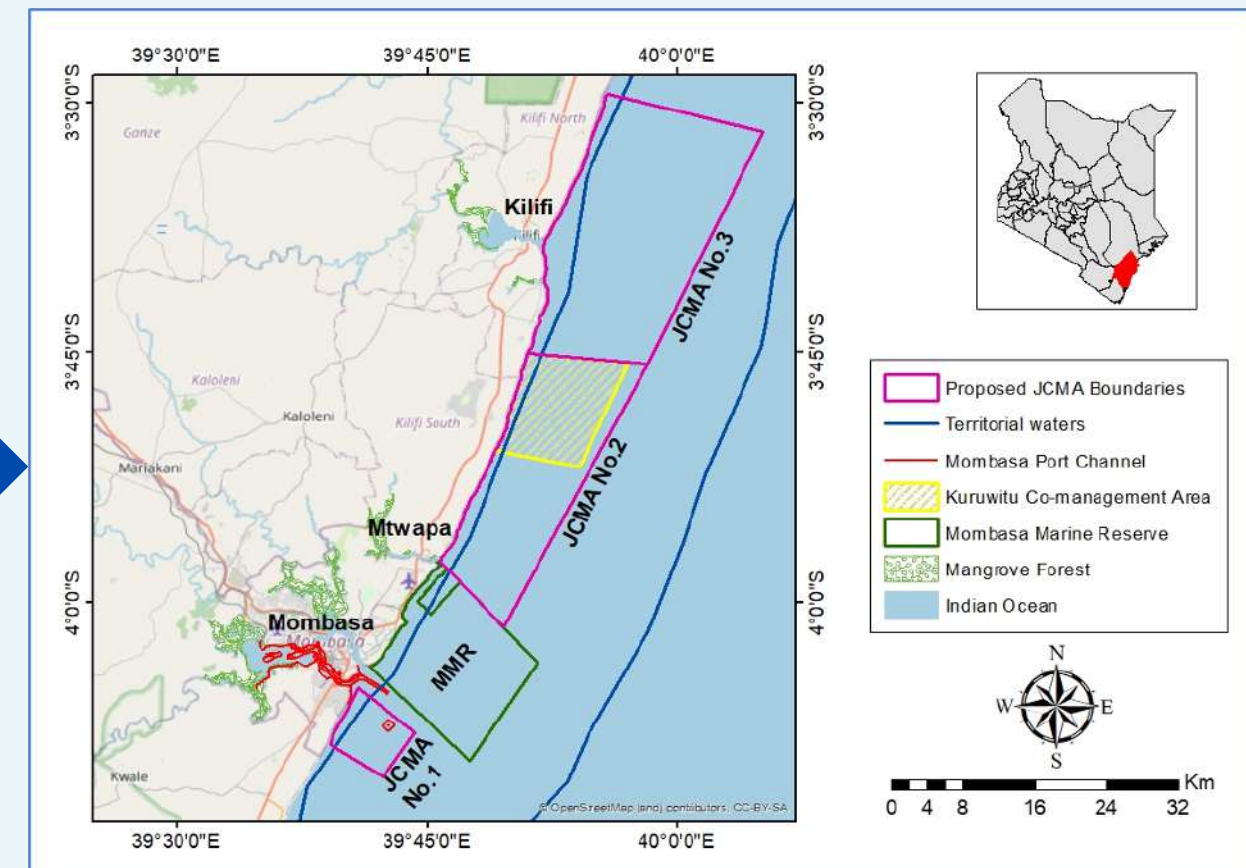 39°30'0"E 39°45'0"E 40°0'0"E
3°30'0"S
3°30'0"S
Ganze
Kilifi North
Kilifi
Kilifi
JCMA No.3
3°45'0"S
3°45'0"S
Kaloleni
Kaloleni
Kilifi South
Mariakani
JCMA No.2
Mtwapa
4°0'0"S
4°0'0"S
Mombasa
Mombasa
MMR
JCMA
No.1
Kwale
© OpenStreetMap (and) contributors, CC-BY-SA
39°30'0"E 39°45'0"E 40°0'0"E
Proposed JCMA Boundaries
Territorial waters
Mombasa Port Channel
Kuruwitu Co-management Area
Mombasa Marine Reserve
Mangrove Forest
Indian Ocean
N
W E
S
Km
0 4 8 16 24 32